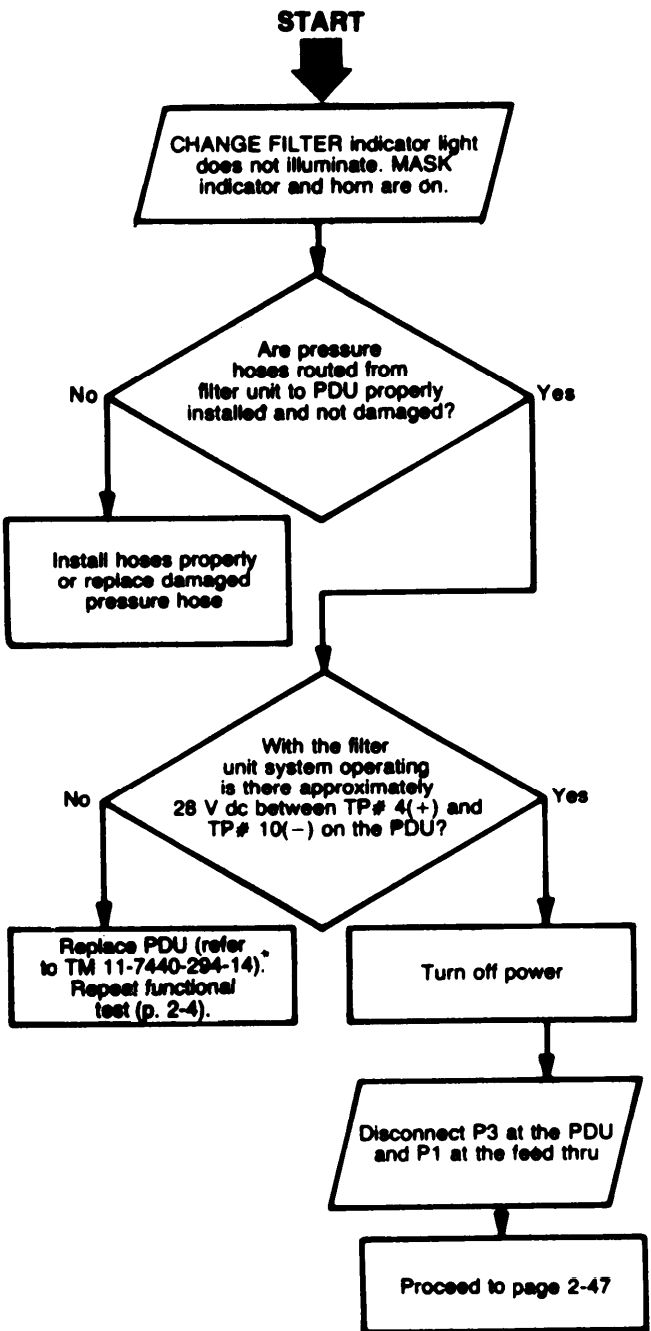 START
CHANGE FILTER indicator light
does not illuminate. MASK
indicator and horn are on.
Are pressure
hoses routed from
filter unit to PDU properly
installed and not damaged?
No
Yes
Install hoses properly
or replace damaged
pressure hose
With the filter
unit system operating
is there approximately
28 V dc between TP# 4(+) and
TP# 10(−) on the PDU?
No
Yes
Replace PDU (refer
to TM 11-7440-294-14).*
Repeat functional
test (p. 2-4).
Turn off power
Disconnect P3 at the PDU
and P1 at the feed thru
Proceed to page 2-47